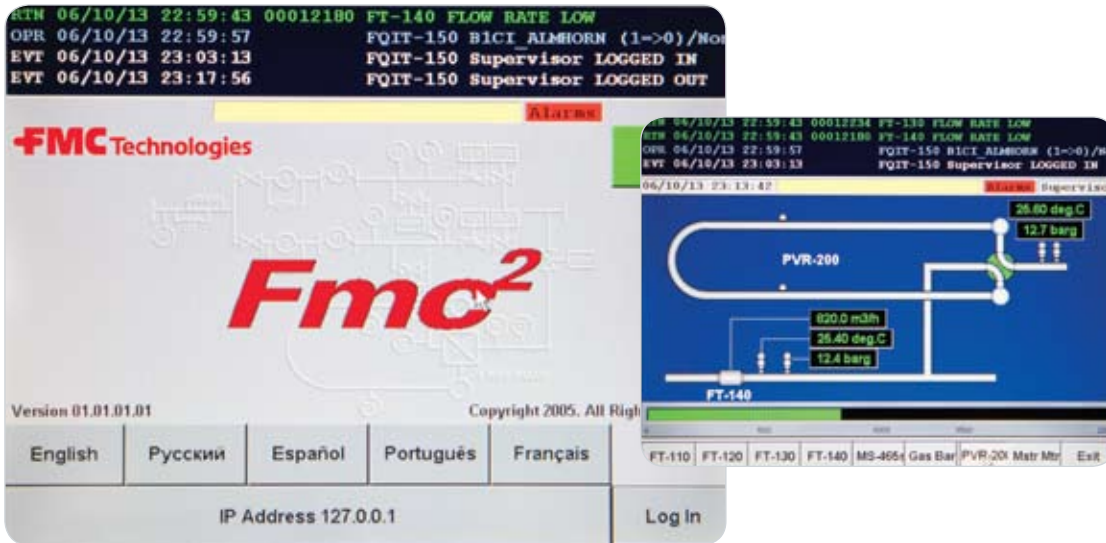 RTN 06/10/13 22:59:43 00012180 FT-140 FLOW RATE LOW
OPR 06/10/13 22:59:57 FQIT-150 B1CI_ALMHORN (1=>0)/No
EVT 06/10/13 23:03:13 FQIT-150 Supervisor LOGGED IN
EVT 06/10/13 23:17:56 FQIT-150 Supervisor LOGGED OUT
Alarms
FMC Technologies
Fmc²
Version 01.01.01.01
Copyright 2005. All Righ
English Русский Español Português Français
IP Address 127.0.0.1
Log In
RTN 06/10/13 22:59:43 00012234 FT-130 FLOW RATE LOW
RTN 06/10/13 22:59:43 00012180 FT-140 FLOW RATE LOW
OPR 06/10/13 22:59:57 FQIT-150 B1CI_ALMHORN (1=>0)/N
EVT 06/10/13 23:03:13 FQIT-150 Supervisor LOGGED IN
06/10/13 23:13:42 Alarms Superviso
25.60 deg.C
12.7 barg
PVR-200
820.0 m3/h
25.40 deg.C
12.4 barg
FT-140
FT-110 FT-120 FT-130 FT-140 MS-465 Gas Bar PVR-20 Mstr Mtr Exit